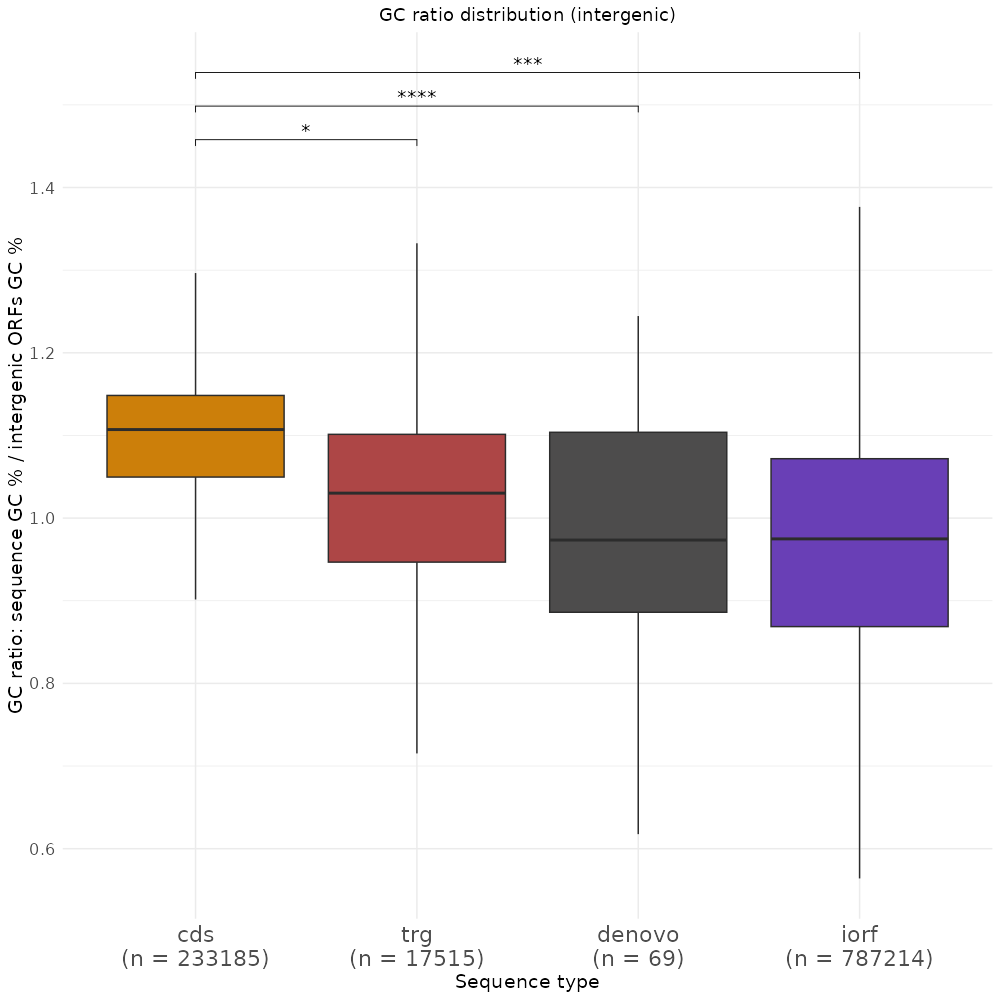 GC ratio distribution (intergenic)
***
****
*
GC ratio: sequence GC % / intergenic ORFs GC %
1.4
1.2
1.0
0.8
0.6
cds
(n = 233185)
trg
(n = 17515)
denovo
(n = 69)
iorf
(n = 787214)
Sequence type